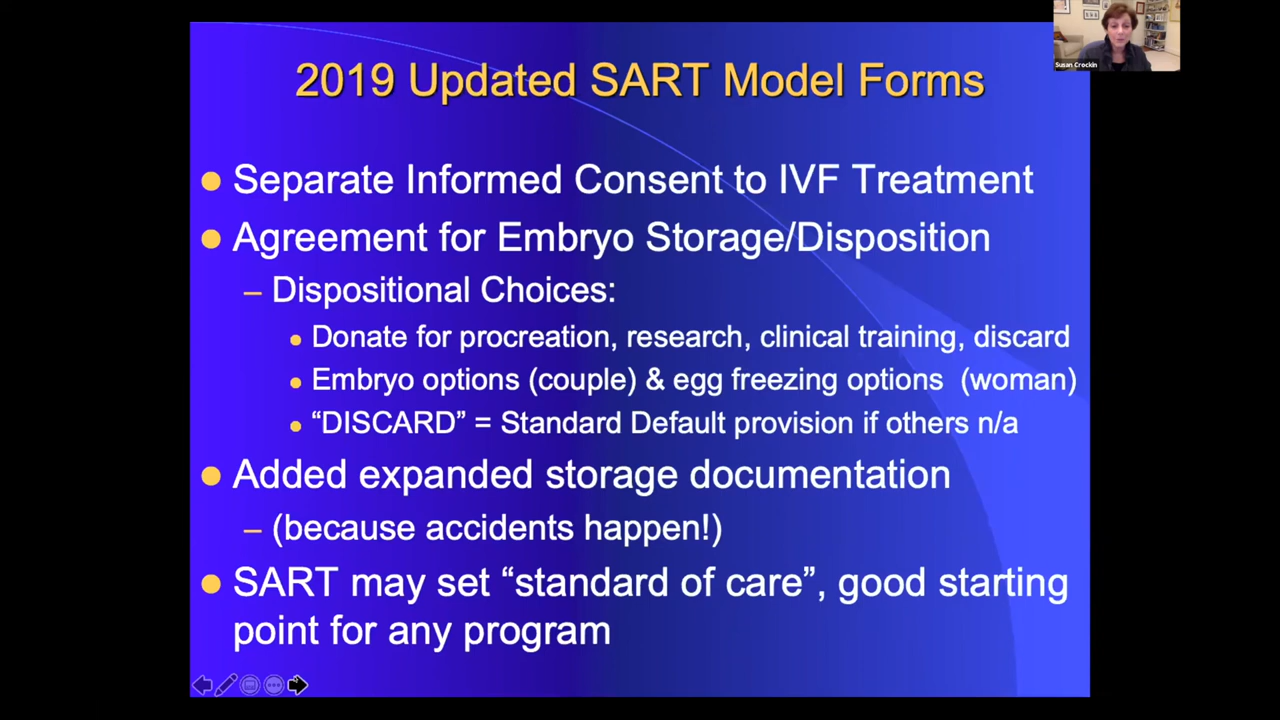 2019 Updated SART Model Forms
Susan Crockin
● Separate Informed Consent to IVF Treatment
● Agreement for Embryo Storage/Disposition
– Dispositional Choices:
● Donate for procreation, research, clinical training, discard
● Embryo options (couple) & egg freezing options (woman)
● “DISCARD” = Standard Default provision if others n/a
● Added expanded storage documentation
– (because accidents happen!)
● SART may set “standard of care”, good starting
point for any program